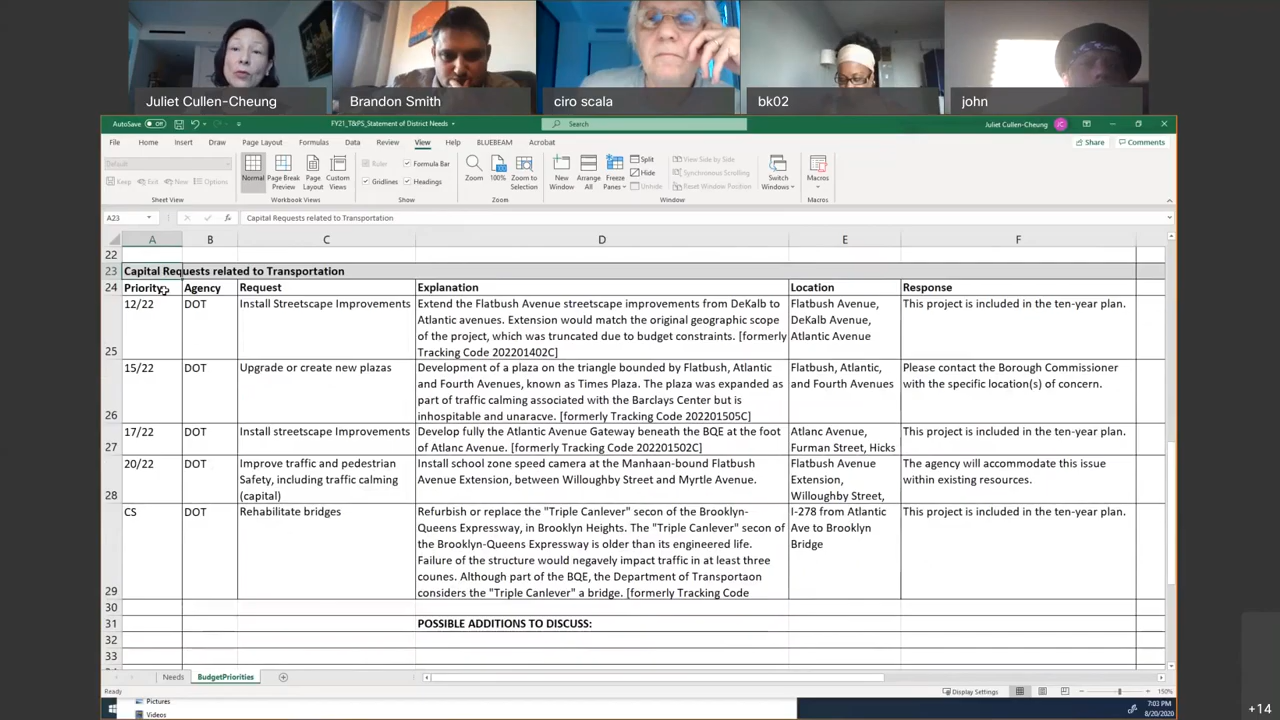 Juliet Cullen-Cheung
Brandon Smith
ciro scala
bk02
john
AutoSave Off
FY21_T&PS_Statement of District Needs
Search
Juliet Cullen-Cheung JC
File Home Insert Draw Page Layout Formulas Data Review View Help BLUEBEAM Acrobat
Share Comments
Default
Keep Exit New Options
Sheet View
Normal
Page Break Preview
Page Layout
Custom Views
Workbook Views
Ruler
Formula Bar
Gridlines
Headings
Show
Zoom
100%
Zoom to Selection
Zoom
New Window
Arrange All
Freeze Panes
Split
Hide
Unhide
View Side by Side
Synchronous Scrolling
Reset Window Position
Window
Switch Windows
Macros
Macros
A23
fx
Capital Requests related to Transportation
A B C D E F
22
23 Capital Requests related to Transportation
24 Priority Agency Request Explanation Location Response
25
12/22
DOT
Install Streetscape Improvements
Extend the Flatbush Avenue streetscape improvements from DeKalb to
Atlantic avenues. Extension would match the original geographic scope
of the project, which was truncated due to budget constraints. [formerly
Tracking Code 202201402C]
Flatbush Avenue,
DeKalb Avenue,
Atlantic Avenue
This project is included in the ten-year plan.
26
15/22
DOT
Upgrade or create new plazas
Development of a plaza on the triangle bounded by Flatbush, Atlantic
and Fourth Avenues, known as Times Plaza. The plaza was expanded as
part of traffic calming associated with the Barclays Center but is
inhospitable and unaracve. [formerly Tracking Code 202201505C]
Flatbush, Atlantic,
and Fourth Avenues
Please contact the Borough Commissioner
with the specific location(s) of concern.
27
17/22
DOT
Install streetscape Improvements
Develop fully the Atlantic Avenue Gateway beneath the BQE at the foot
of Atlanc Avenue. [formerly Tracking Code 202201502C]
Atlanc Avenue,
Furman Street, Hicks
This project is included in the ten-year plan.
28
20/22
DOT
Improve traffic and pedestrian
Safety, including traffic calming
(capital)
Install school zone speed camera at the Manhaan-bound Flatbush
Avenue Extension, between Willoughby Street and Myrtle Avenue.
Flatbush Avenue
Extension,
Willoughby Street,
The agency will accommodate this issue
within existing resources.
29
CS
DOT
Rehabilitate bridges
Refurbish or replace the "Triple Canlever" secon of the Brooklyn-
Queens Expressway, in Brooklyn Heights. The "Triple Canlever" secon of
the Brooklyn-Queens Expressway is older than its engineered life.
Failure of the structure would negavely impact traffic in at least three
counes. Although part of the BQE, the Department of Transportaon
considers the "Triple Canlever" a bridge. [formerly Tracking Code
I-278 from Atlantic
Ave to Brooklyn
Bridge
This project is included in the ten-year plan.
30
31 POSSIBLE ADDITIONS TO DISCUSS:
32
33
Needs BudgetPriorities
Ready
Display Settings
150%
Pictures
Videos
7:03 PM
8/20/2020
+14